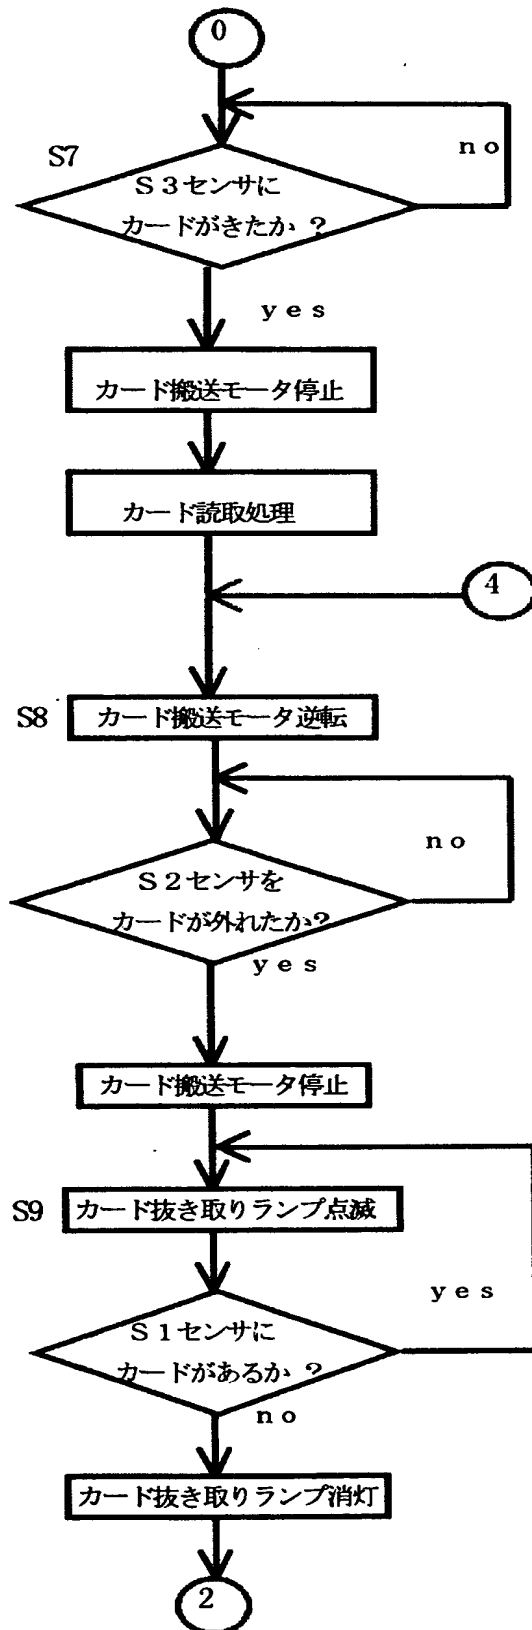 0
no
S7
S3センサに
カードがきたか ?
yes
カード搬送モータ停止
カード読取処理
4
S8
カード搬送モータ逆転
no
S2センサを
カードが外れたか?
yes
カード搬送モータ停止
S9
カード抜き取りランプ点滅
yes
S1センサに
カードがあるか ?
no
カード抜き取りランプ消灯
2